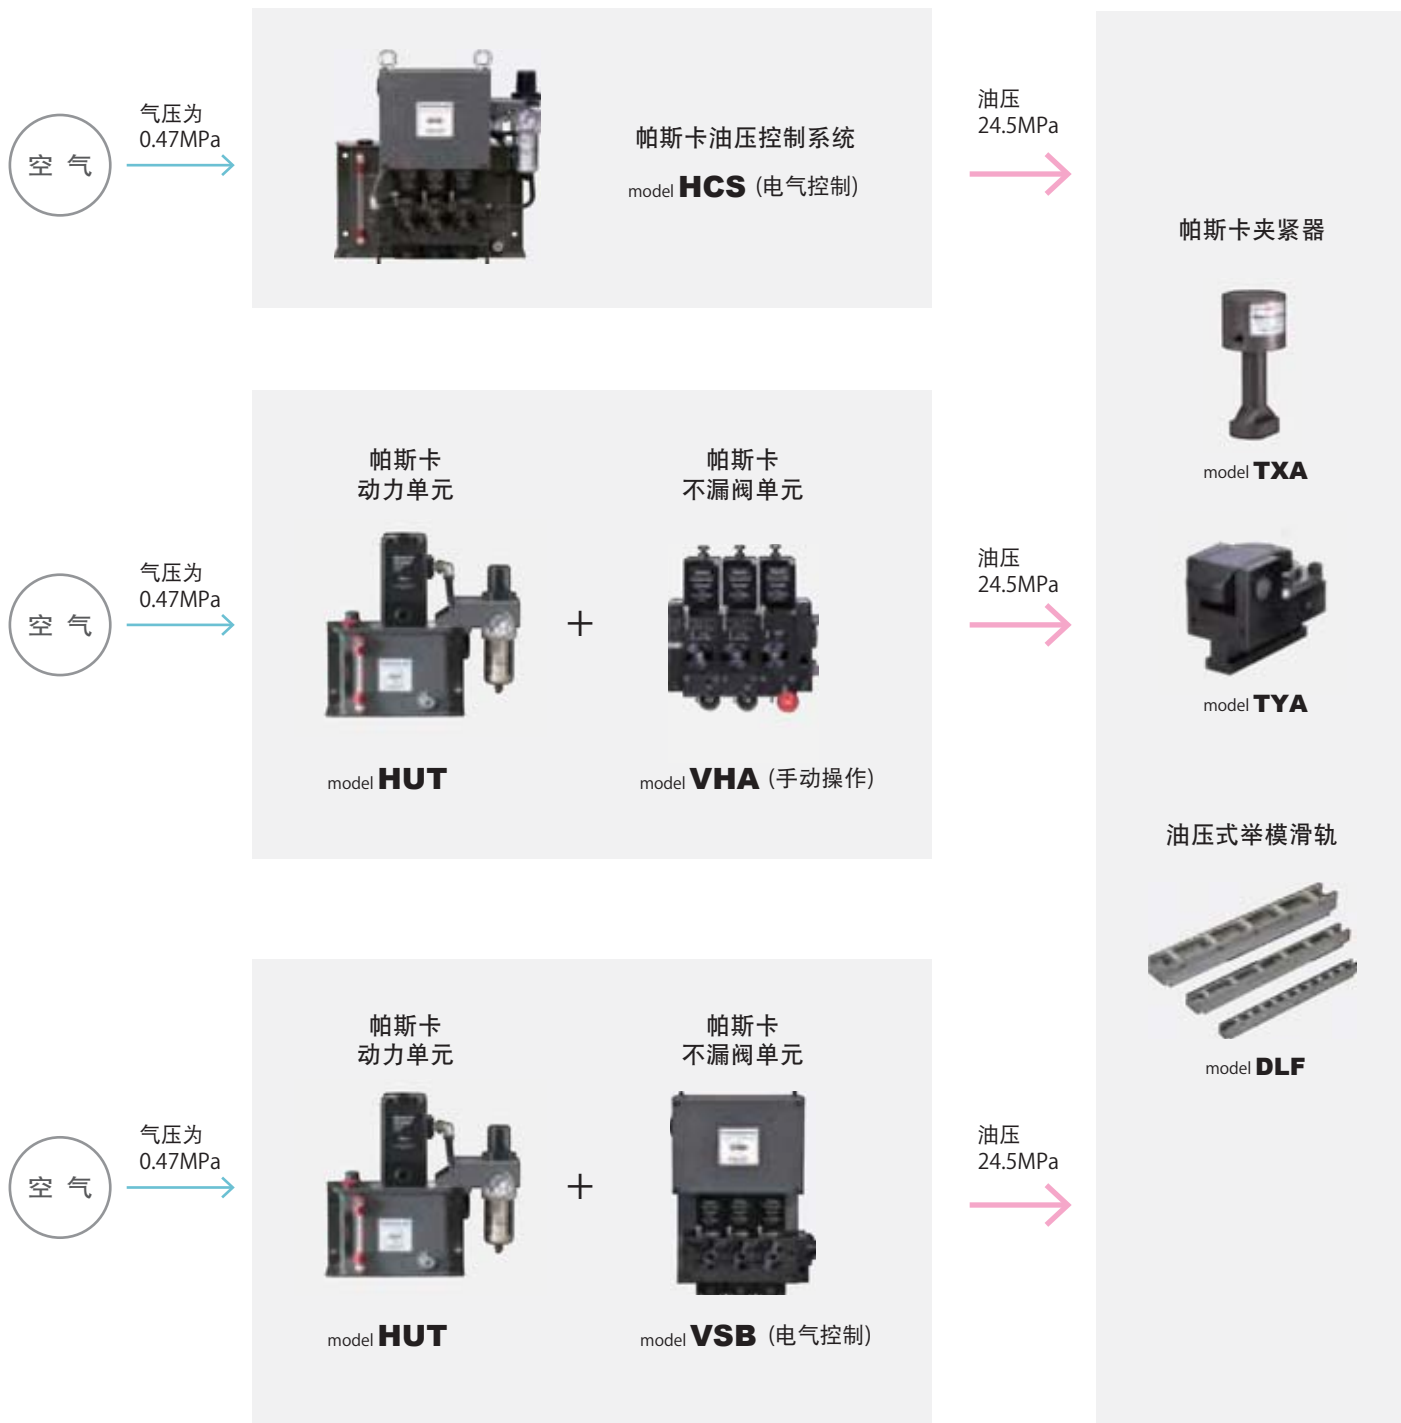 空 气
气压为
0.47MPa
帕斯卡油压控制系统
model HCS (电气控制)
油压
24.5MPa
帕斯卡夹紧器
model TXA
model TYA
油压式举模滑轨
model DLF
空 气
气压为
0.47MPa
帕斯卡
动力单元
model HUT
+
帕斯卡
不漏阀单元
model VHA (手动操作)
油压
24.5MPa
空 气
气压为
0.47MPa
帕斯卡
动力单元
model HUT
+
帕斯卡
不漏阀单元
model VSB (电气控制)
油压
24.5MPa